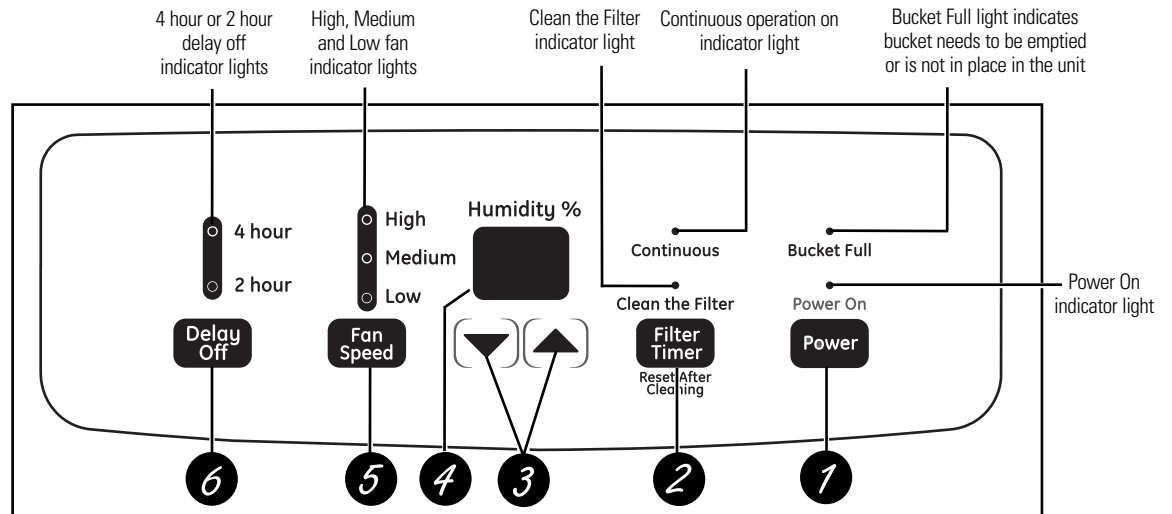 4 hour or 2 hour
delay off
indicator lights
High, Medium
and Low fan
indicator lights
Clean the Filter
indicator light
Continuous operation on
indicator light
Bucket Full light indicates
bucket needs to be emptied
or is not in place in the unit
4 hour
2 hour
Delay
Off
High
Medium
Low
Fan
Speed
Humidity %
Continuous
Clean the Filter
Filter
Timer
Reset After
Cleaning
Bucket Full
Power On
Power
Power On
indicator light
6
5
4
3
2
1